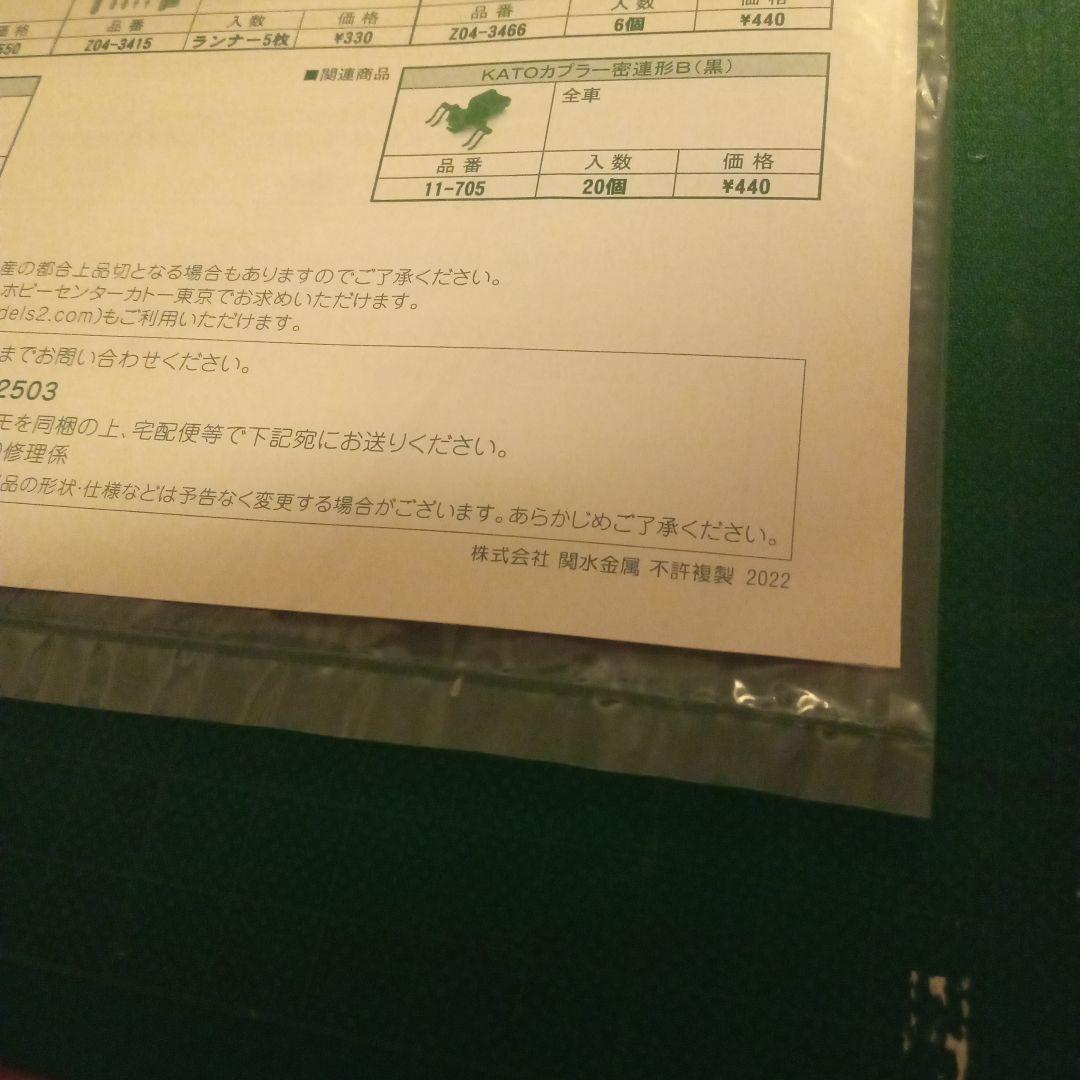 品番 入数 価格
550 Z04-3415 ランナー5枚 ¥330
品番 入数 価格
Z04-3466 6個 ¥440
■関連商品
KATOカプラー密連形B(黒)
全車
品番 入数 価格
11-705 20個 ¥440
産の都合上品切となる場合もありますのでご了承ください。
ホビーセンターカトー東京でお求めいただけます。
dels2.com)もご利用いただけます。
までお問い合わせください。
2503
モを同梱の上、宅配便等で下記宛にお送りください。
)修理係
品の形状・仕様などは予告なく変更する場合がございます。あらかじめご了承ください。
株式会社 関水金属 不許複製 2022